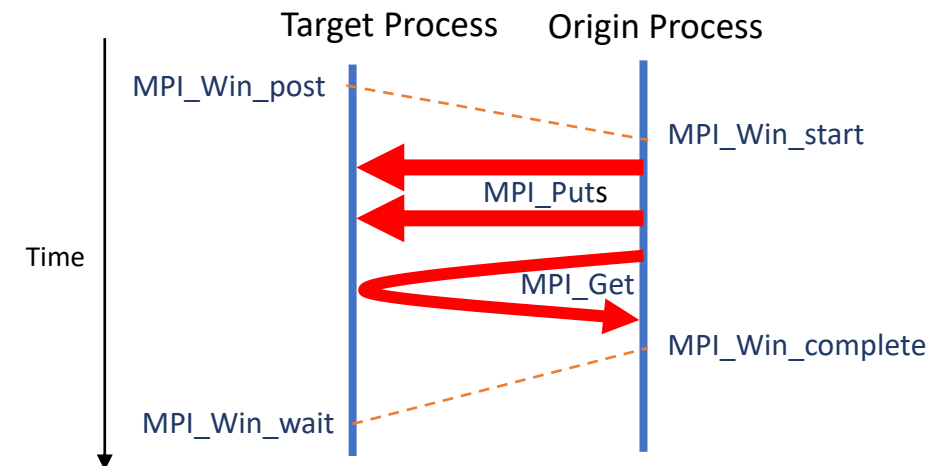 Target Process
Origin Process
MPI_Win_post
MPI_Win_start
MPI_Puts
Time
MPI_Get
MPI_Win_complete
MPI_Win_wait